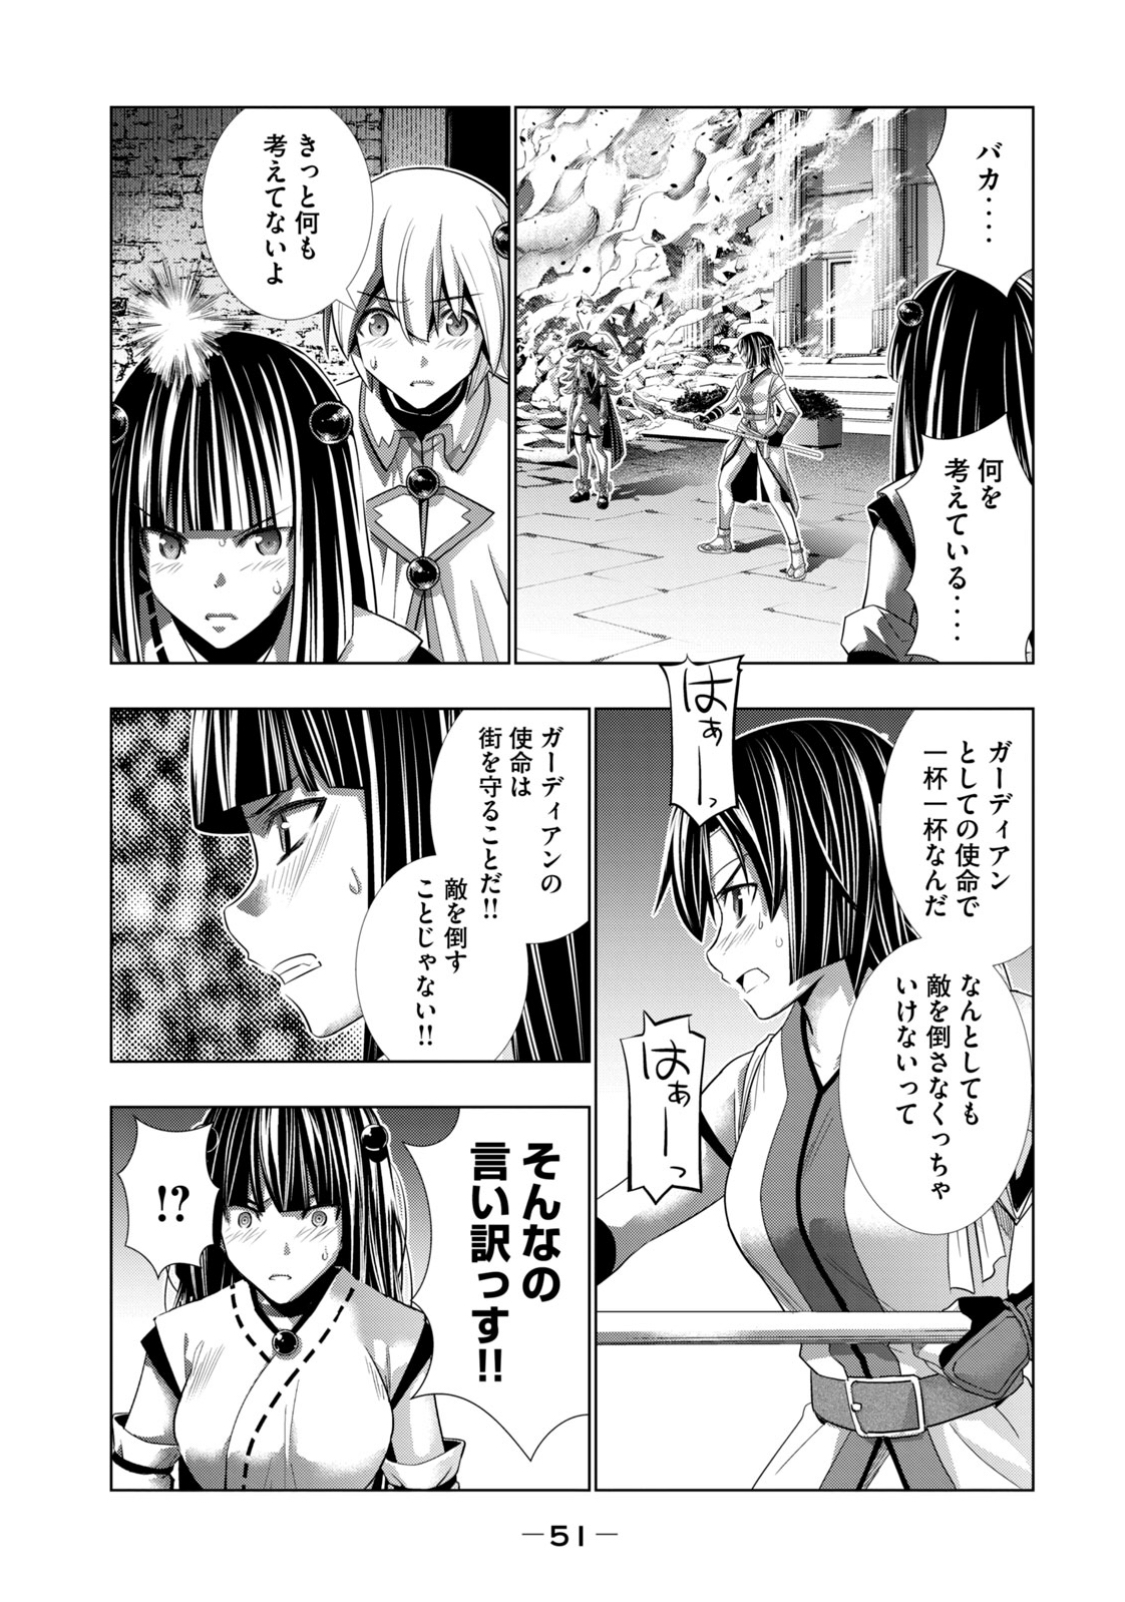 バカ‥‥
何を
考えている‥‥
きっと何も
考えてないよ
ガーディアン
としての使命で
一杯一杯なんだ
なんとしても
敵を倒さなくっちゃ
いけないって
はぁーっ
はぁーっ
ガーディアンの
使命は
街を守ることだ!!
敵を倒す
ことじゃない!!
そんなの
言い訳っす!!
!?
—51—